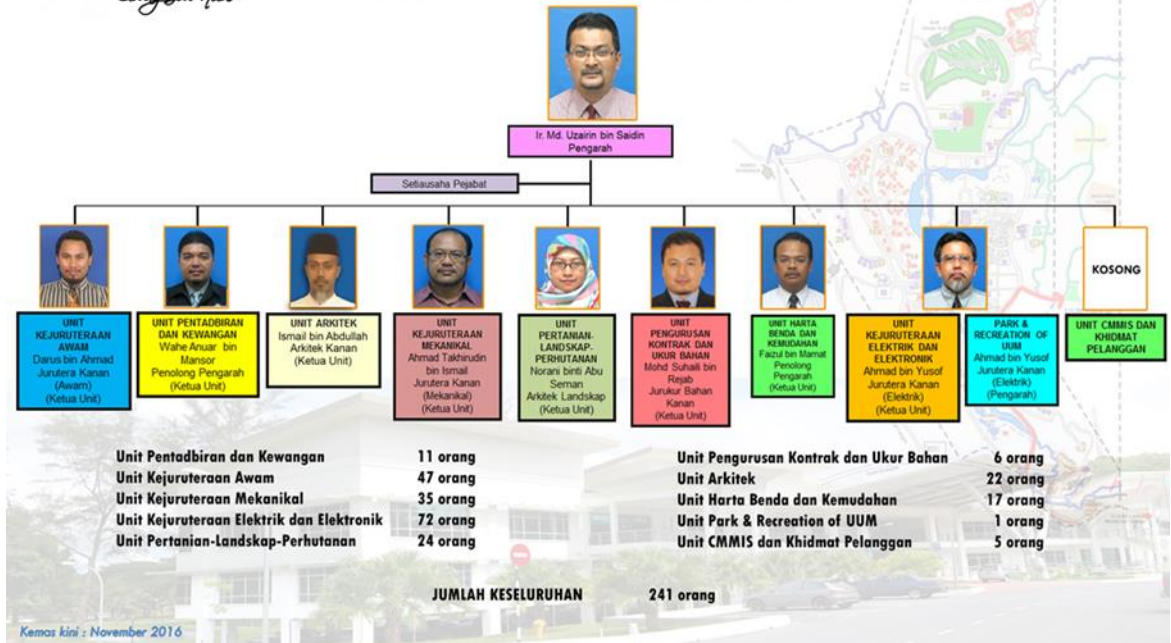 Ir. Md. Uzairin bin Saidin
Pengarah
Setiausaha Pejabat
UNIT
KEJURUTERAAN
AWAM
Darus bin Ahmad
Jurutera Kanan
(Awam)
(Ketua Unit)
UNIT PENTADBIRAN
DAN KEWANGAN
Wahe Anuar bin
Mansor
Penolong Pengarah
(Ketua Unit)
UNIT ARKITEK
Ismail bin Abdullah
Arkitek Kanan
(Ketua Unit)
UNIT
KEJURUTERAAN
MEKANIKAL
Ahmad Takhirudin
bin Ismail
Jurutera Kanan
(Mekanikal)
(Ketua Unit)
UNIT
PERTANIAN-
LANDSKAP-
PERHUTANAN
Norani binti Abu
Seman
Arkitek Landskap
(Ketua Unit)
UNIT
PENGURUSAN
KONTRAK DAN
UKUR BAHAN
Mohd Suhaili bin
Rejab
Jurukur Bahan
Kanan
(Ketua Unit)
UNIT HARTA
BENDA DAN
KEMUDAHAN
Faizul bin Mamat
Penolong
Pengarah
(Ketua Unit)
UNIT
KEJURUTERAAN
ELEKTRIK DAN
ELEKTRONIK
Ahmad bin Yusof
Jurutera Kanan
(Elektrik)
(Ketua Unit)
PARK &
RECREATION OF
UUM
Ahmad bin Yusof
Jurutera Kanan
(Elektrik)
(Pengarah)
KOSONG
UNIT CMMIS DAN
KHIDMAT
PELANGGAN
Unit Pentadbiran dan Kewangan 11 orang
Unit Kejuruteraan Awam 47 orang
Unit Kejuruteraan Mekanikal 35 orang
Unit Kejuruteraan Elektrik dan Elektronik 72 orang
Unit Pertanian-Landskap-Perhutanan 24 orang
Unit Pengurusan Kontrak dan Ukur Bahan 6 orang
Unit Arkitek 22 orang
Unit Harta Benda dan Kemudahan 17 orang
Unit Park & Recreation of UUM 1 orang
Unit CMMIS dan Khidmat Pelanggan 5 orang
JUMLAH KESELURUHAN 241 orang
Kemas kini : November 2016